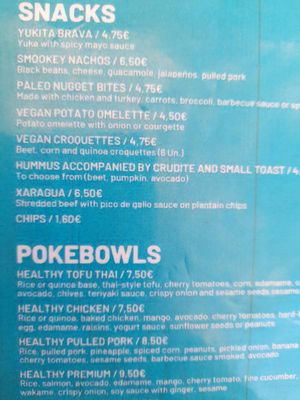 SNACKS
YUKITA BRAVA / 4,75€
Yuka with spicy mayo sauce
SMOOKEY NACHOS / 6,50€
Black beans, cheese, guacamole, jalapeños, pulled pork
PALEO NUGGET BITES / 4,75€
Made with chicken and turkey, carrots, broccoli, barbecue sauce or
VEGAN POTATO OMELETTE / 4,50€
Potato omelette with onion or courgette
VEGAN CROQUETTES / 4,75€
Beet, corn and quinoa croquettes (6 Un.)
HUMMUS ACCOMPANIED BY CRUDITE AND SMALL TOAST / 4,
To choose from (beet, pumpkin, avocado)
XARAGUA / 6,50€
Shredded beef with pico de gallo sauce on plantain chips
CHIPS / 1,60€
POKEBOWLS
HEALTHY TOFU THAI / 7,50€
Rice or quinoa base, thai-style tofu, cherry tomatoes, corn, edamame,
avocado, chives, teriyaki sauce, crispy onion and sesame seeds
HEALTHY CHICKEN / 7,50€
Rice or quinoa, baked chicken, mango, avocado, cherry tomatoes,
egg, edamame, raisins, yogurt sauce, sunflower seeds or peanuts
HEALTHY PULLED PORK / 8,50€
Rice, pulled pork, pineapple, spiced corn, peanuts, pickled onion,
cherry tomatoes, sesame seeds, barbecue sauce smoked, avocado
HEALTHY PREMIUM / 9,50€
Rice, salmon, avocado, edamame, mango, cherry tomato, fine cucumber,
wakame, crispy onion, soy sauce with ginger, sesame